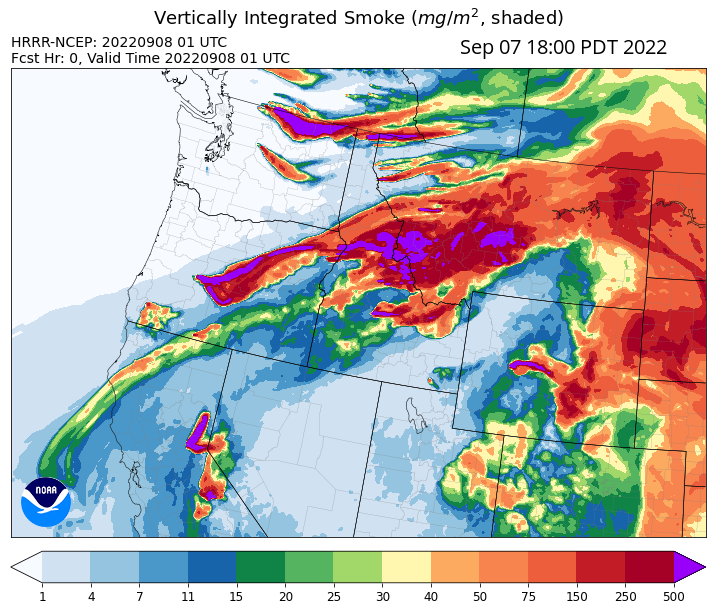 Vertically Integrated Smoke (mg/m², shaded)
HRRR-NCEP: 20220908 01 UTC
Sep 07 18:00 PDT 2022
Fcst Hr: 0, Valid Time 20220908 01 UTC
NOAA
1 4 7 11 15 20 25 30 40 50 75 150 250 500